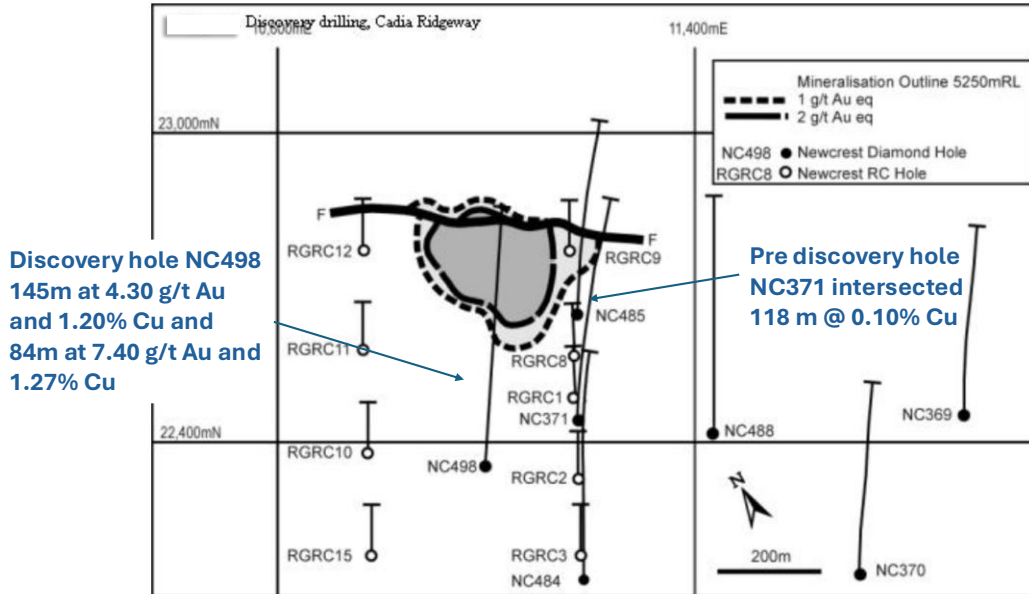 Discovery drilling, Cadia Ridgeway
10,600mE
11,400mE
Mineralisation Outline 5250mRL
1 g/t Au eq
2 g/t Au eq
NC498 Newcrest Diamond Hole
RGRC8 Newcrest RC Hole
23,000mN
F
F
RGRC12
RGRC9
Discovery hole NC498
145m at 4.30 g/t Au
and 1.20% Cu and
84m at 7.40 g/t Au and
1.27% Cu
Pre discovery hole
NC371 intersected
118 m @ 0.10% Cu
NC485
RGRC11
RGRC8
RGRC1
NC371
NC369
NC488
22,400mN
RGRC10
NC498
RGRC2
N
RGRC15
RGRC3
200m
NC484
NC370